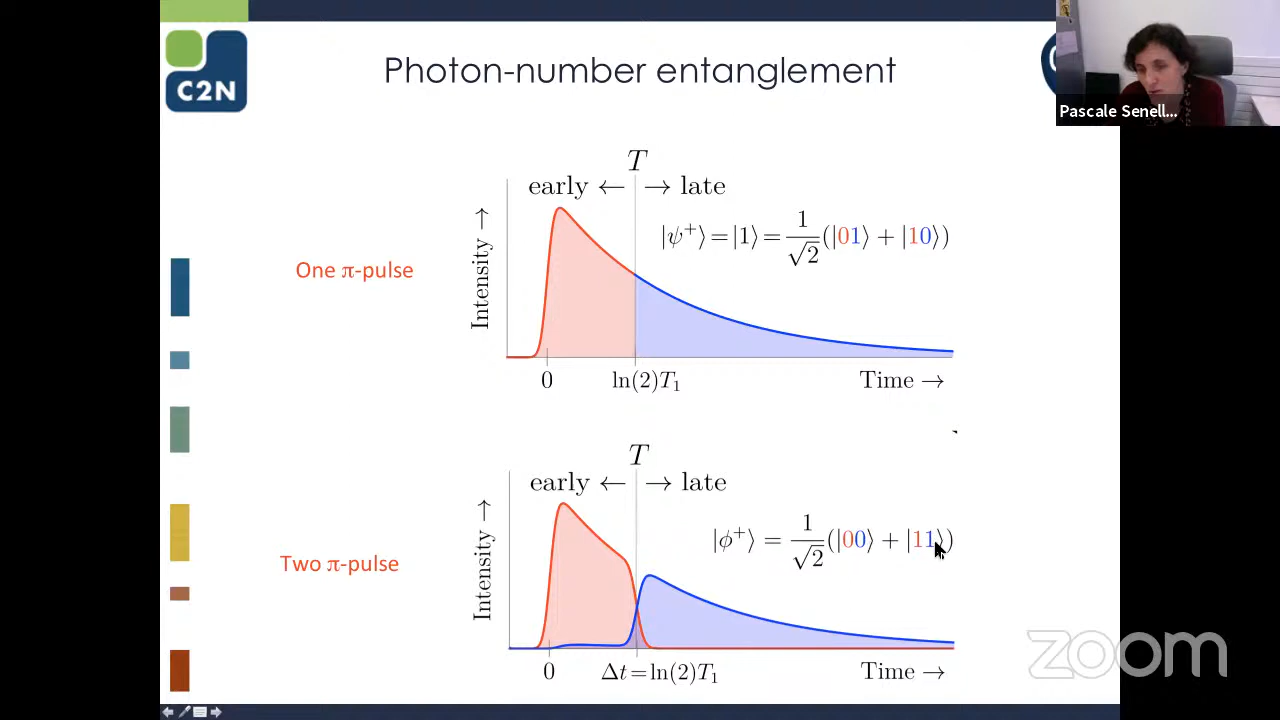 Photon-number entanglement
C2N
Pascale Senell...
T
early ← → late
|ψ⁺⟩=|1⟩=1/√2(|01⟩ + |10⟩)
One π-pulse
Intensity →
0
ln(2)T₁
Time →
T
early ← → late
|ϕ⁺⟩ = 1/√2(|00⟩ + |11⟩)
Two π-pulse
Intensity →
0
Δt=ln(2)T₁
Time →
zoom